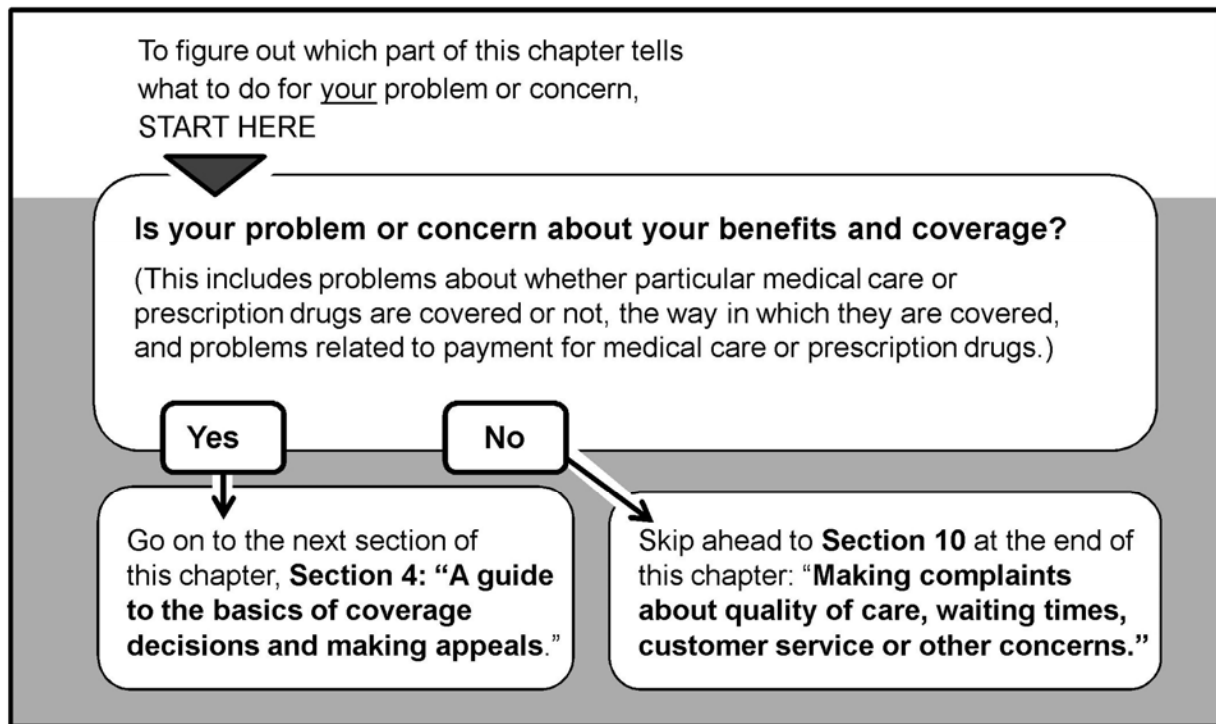 To figure out which part of this chapter tells
what to do for your problem or concern,
START HERE
Is your problem or concern about your benefits and coverage?
(This includes problems about whether particular medical care or
prescription drugs are covered or not, the way in which they are covered,
and problems related to payment for medical care or prescription drugs.)
Yes
No
Go on to the next section of
this chapter, Section 4: “A guide
to the basics of coverage
decisions and making appeals.”
Skip ahead to Section 10 at the end of
this chapter: “Making complaints
about quality of care, waiting times,
customer service or other concerns.”